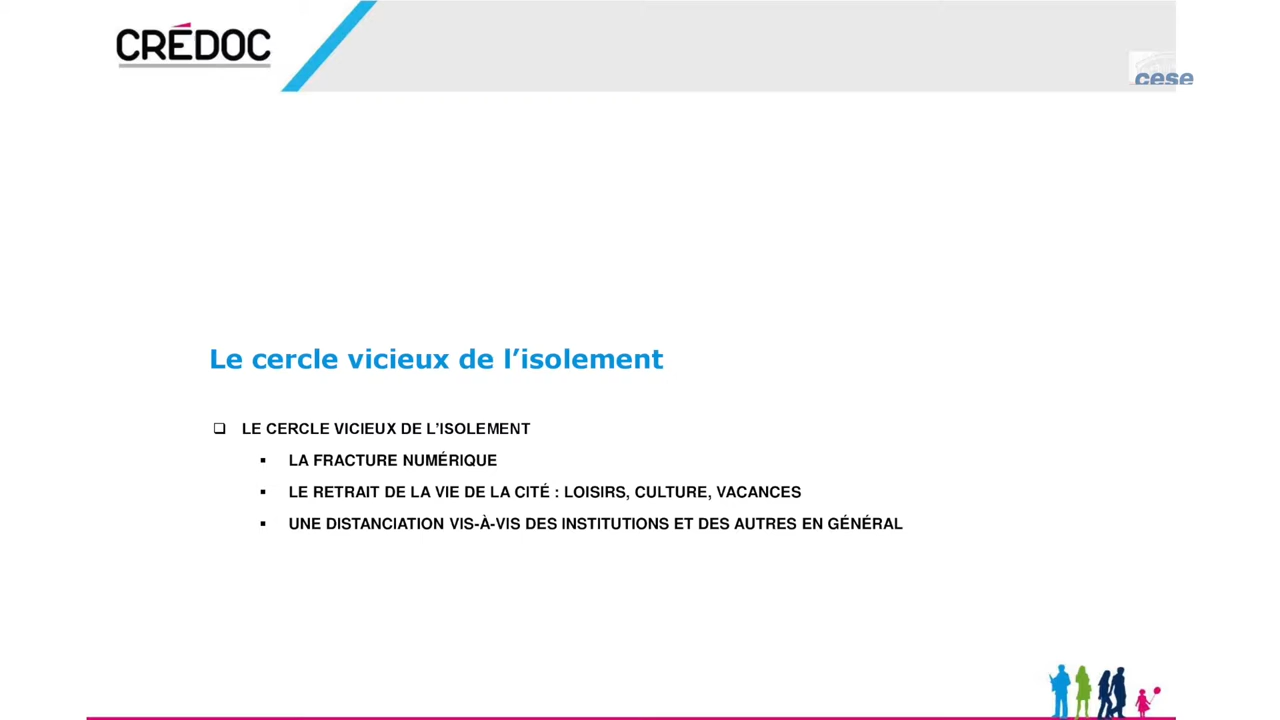 CRÉDOC
cese
Le cercle vicieux de l’isolement
❑ LE CERCLE VICIEUX DE L’ISOLEMENT
▪ LA FRACTURE NUMÉRIQUE
▪ LE RETRAIT DE LA VIE DE LA CITÉ : LOISIRS, CULTURE, VACANCES
▪ UNE DISTANCIATION VIS-À-VIS DES INSTITUTIONS ET DES AUTRES EN GÉNÉRAL